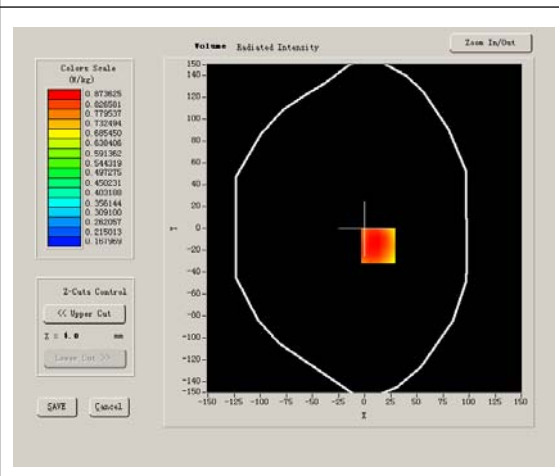 Volume Radiated Intensity
Zoom In/Out
Colors Scale
(W/kg)
0.873625
0.826581
0.779537
0.732494
0.685450
0.638406
0.591362
0.544319
0.497275
0.450231
0.403188
0.356144
0.309100
0.262057
0.215013
0.167969
Z-Cuts Control
<< Upper Cut
Z = 4.0 mm
Lower Cut >>
SAVE
Cancel
150
140
120
100
80
60
40
20
0
-20
-40
-60
-80
-100
-120
-140
-150
Y
-150 -125 -100 -75 -50 -25 0 25 50 75 100 125 150
X